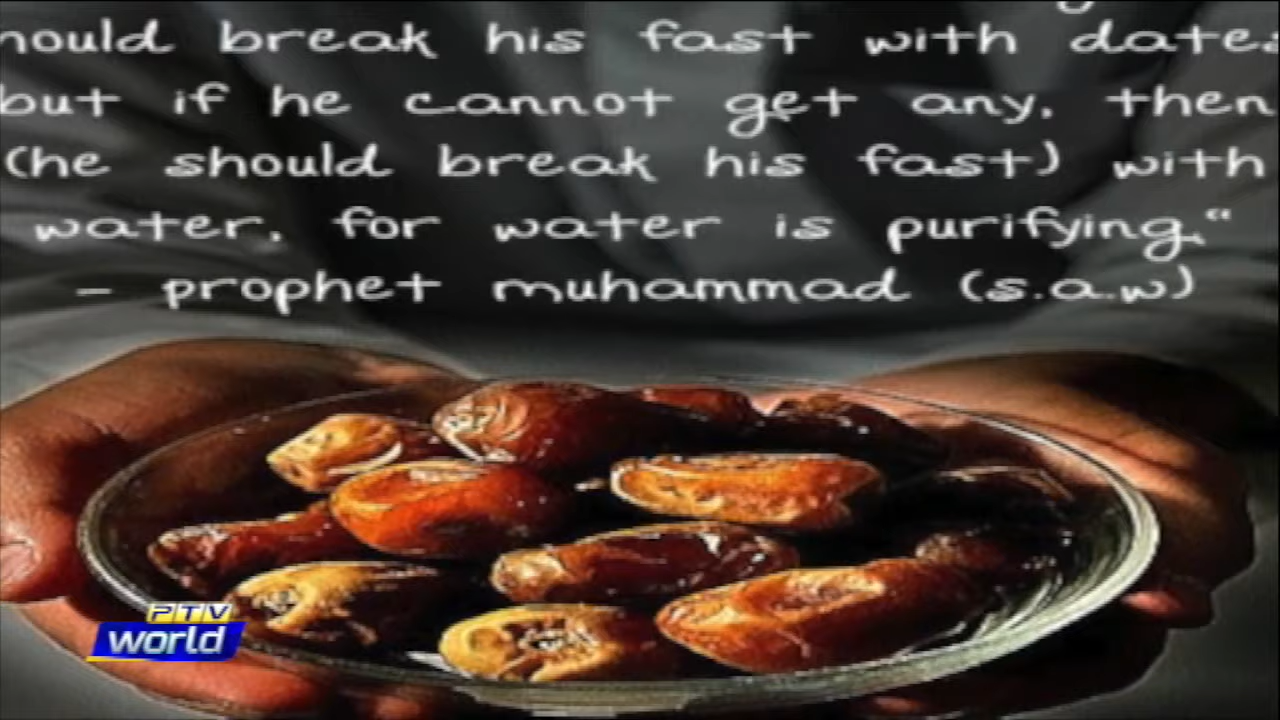 should break his fast with dates
but if he cannot get any, then
(he should break his fast) with
water, for water is purifying."
- prophet muhammad (s.a.w)
PTV
world